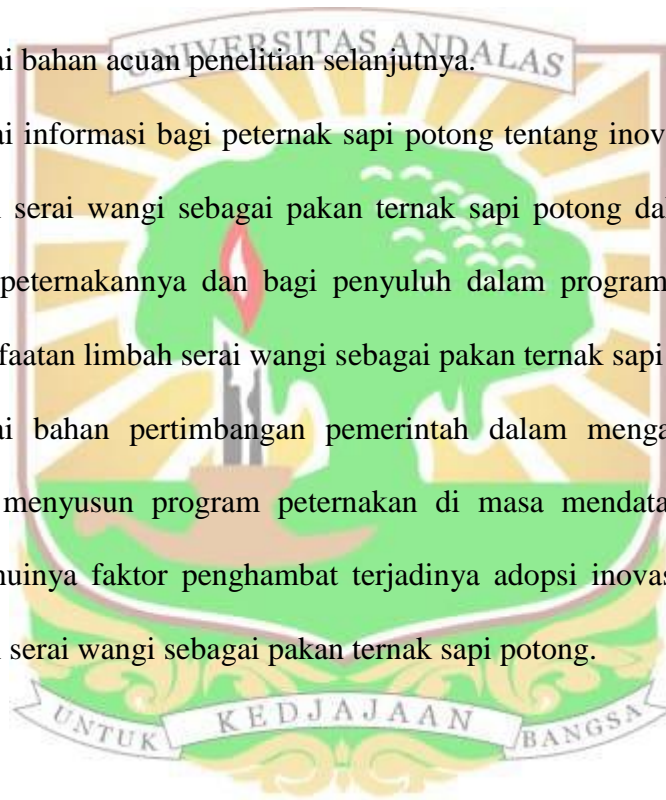 UNIVERSITAS ANDALAS
ai bahan acuan penelitian selanjutnya.
ai informasi bagi peternak sapi potong tentang inov
serai wangi sebagai pakan ternak sapi potong da
peternakannya dan bagi penyuluh dalam program
faatan limbah serai wangi sebagai pakan ternak sapi
ai bahan pertimbangan pemerintah dalam menga
menyusun program peternakan di masa mendata
nuinya faktor penghambat terjadinya adopsi inovas
serai wangi sebagai pakan ternak sapi potong.
UNTUK KEDJAJAAN BANGSA